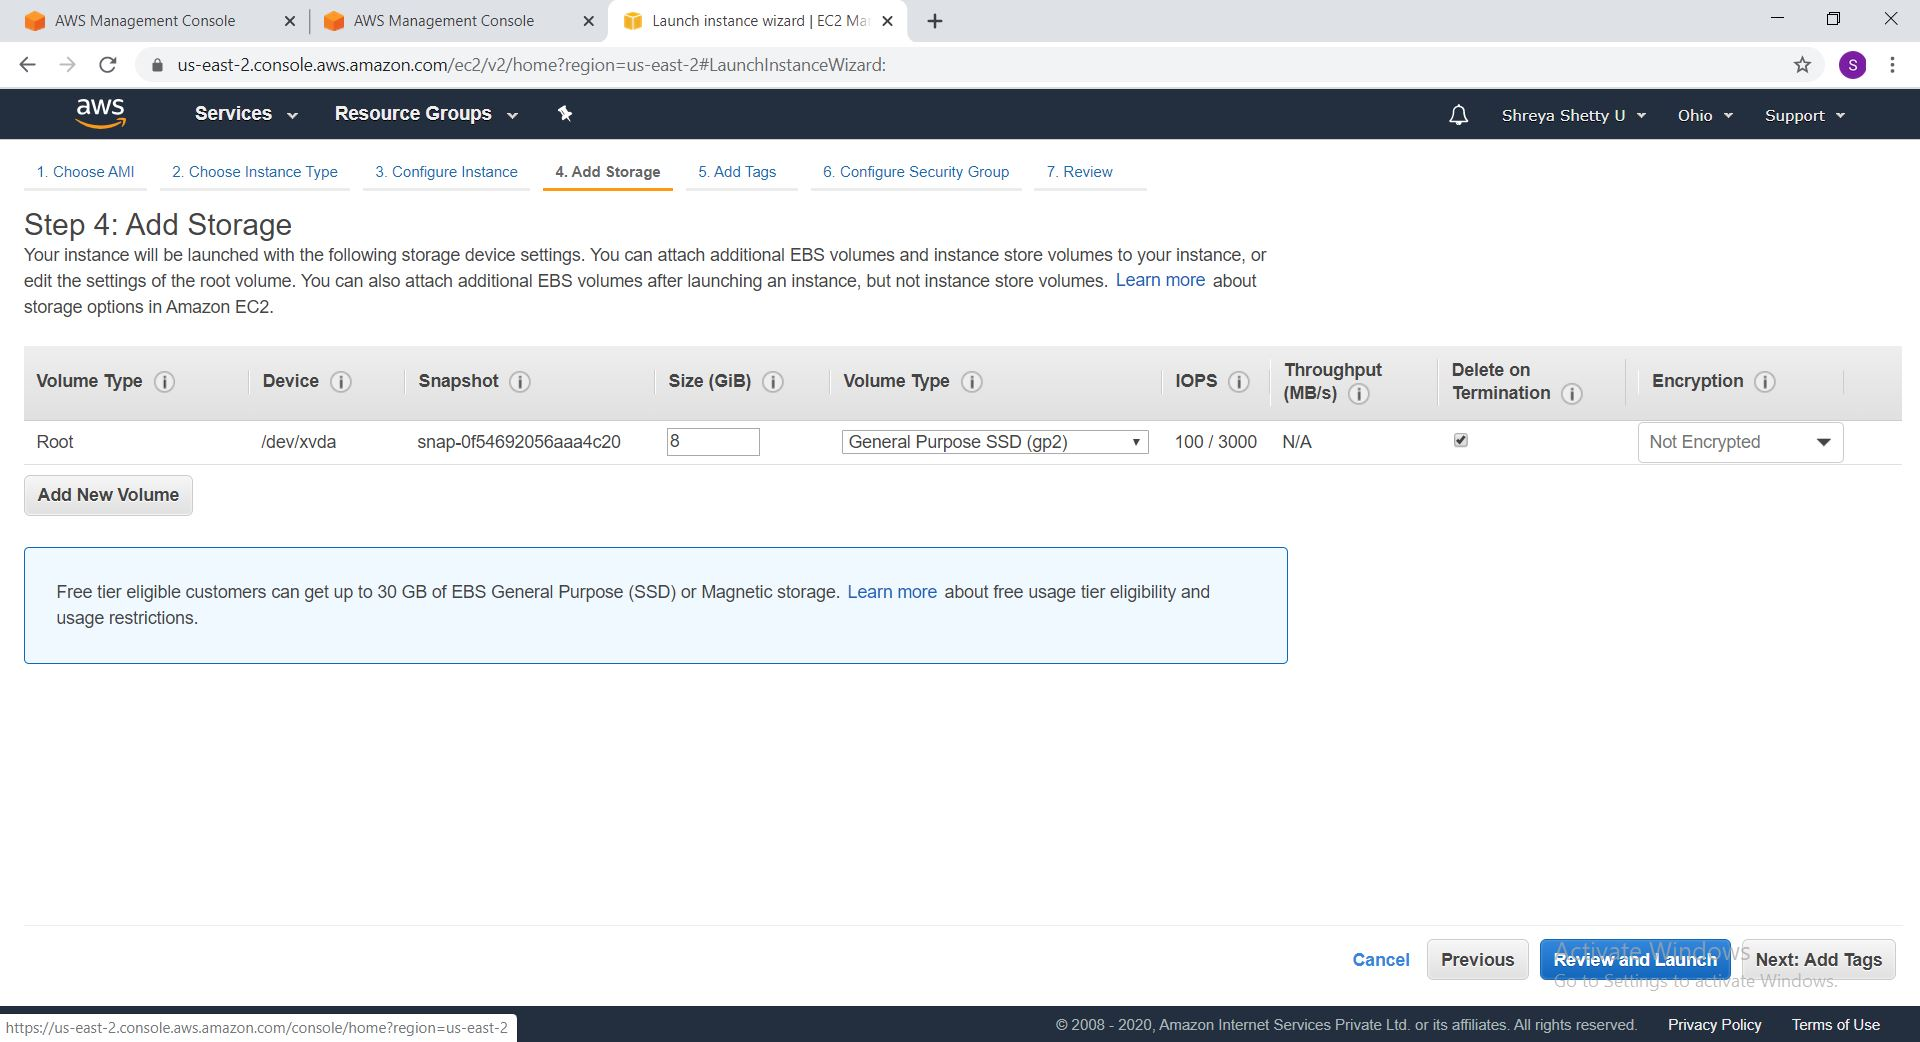 AWS Management Console
AWS Management Console
Launch instance wizard | EC2 Ma
us-east-2.console.aws.amazon.com/ec2/v2/home?region=us-east-2#LaunchInstanceWizard:
S
aws
Services
Resource Groups
Shreya Shetty U
Ohio
Support
1. Choose AMI
2. Choose Instance Type
3. Configure Instance
4. Add Storage
5. Add Tags
6. Configure Security Group
7. Review
Step 4: Add Storage
Your instance will be launched with the following storage device settings. You can attach additional EBS volumes and instance store volumes to your instance, or
edit the settings of the root volume. You can also attach additional EBS volumes after launching an instance, but not instance store volumes. Learn more about
storage options in Amazon EC2.
Volume Type i
Device i
Snapshot i
Size (GiB) i
Volume Type i
IOPS i
Throughput
(MB/s) i
Delete on
Termination i
Encryption i
Root
/dev/xvda
snap-0f54692056aaa4c20
8
General Purpose SSD (gp2)
100 / 3000
N/A
Not Encrypted
Add New Volume
Free tier eligible customers can get up to 30 GB of EBS General Purpose (SSD) or Magnetic storage. Learn more about free usage tier eligibility and
usage restrictions.
Cancel
Previous
Review and Launch
Next: Add Tags
Activate Windows
Go to Settings to activate Windows.
https://us-east-2.console.aws.amazon.com/console/home?region=us-east-2
© 2008 - 2020, Amazon Internet Services Private Ltd. or its affiliates. All rights reserved.
Privacy Policy
Terms of Use